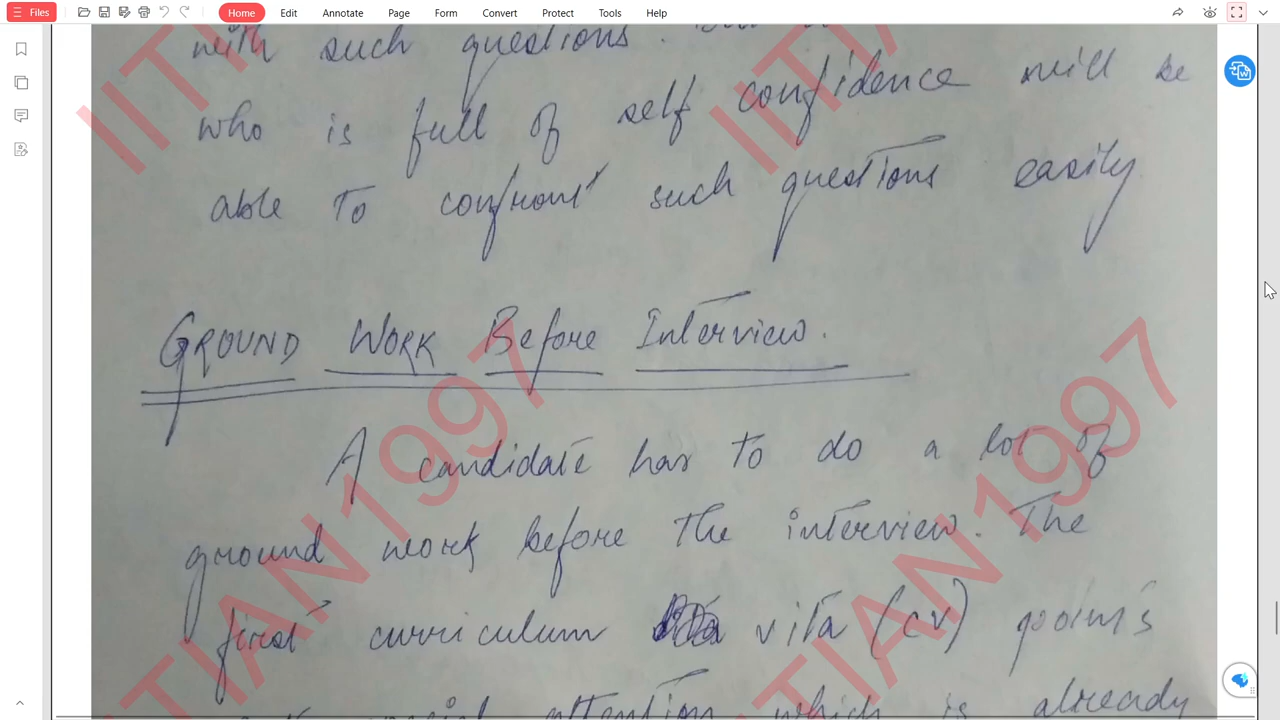 Files
Home Edit Annotate Page Form Convert Protect Tools Help
with such questions.
who is full of self confidence will be
able to confront such questions easily
GROUND WORK Before Interview.
A candidate has to do a lot of
ground work before the interview. The
first curriculum vita (cv) points
attention which is already
IITIAN1997
IITIAN1997